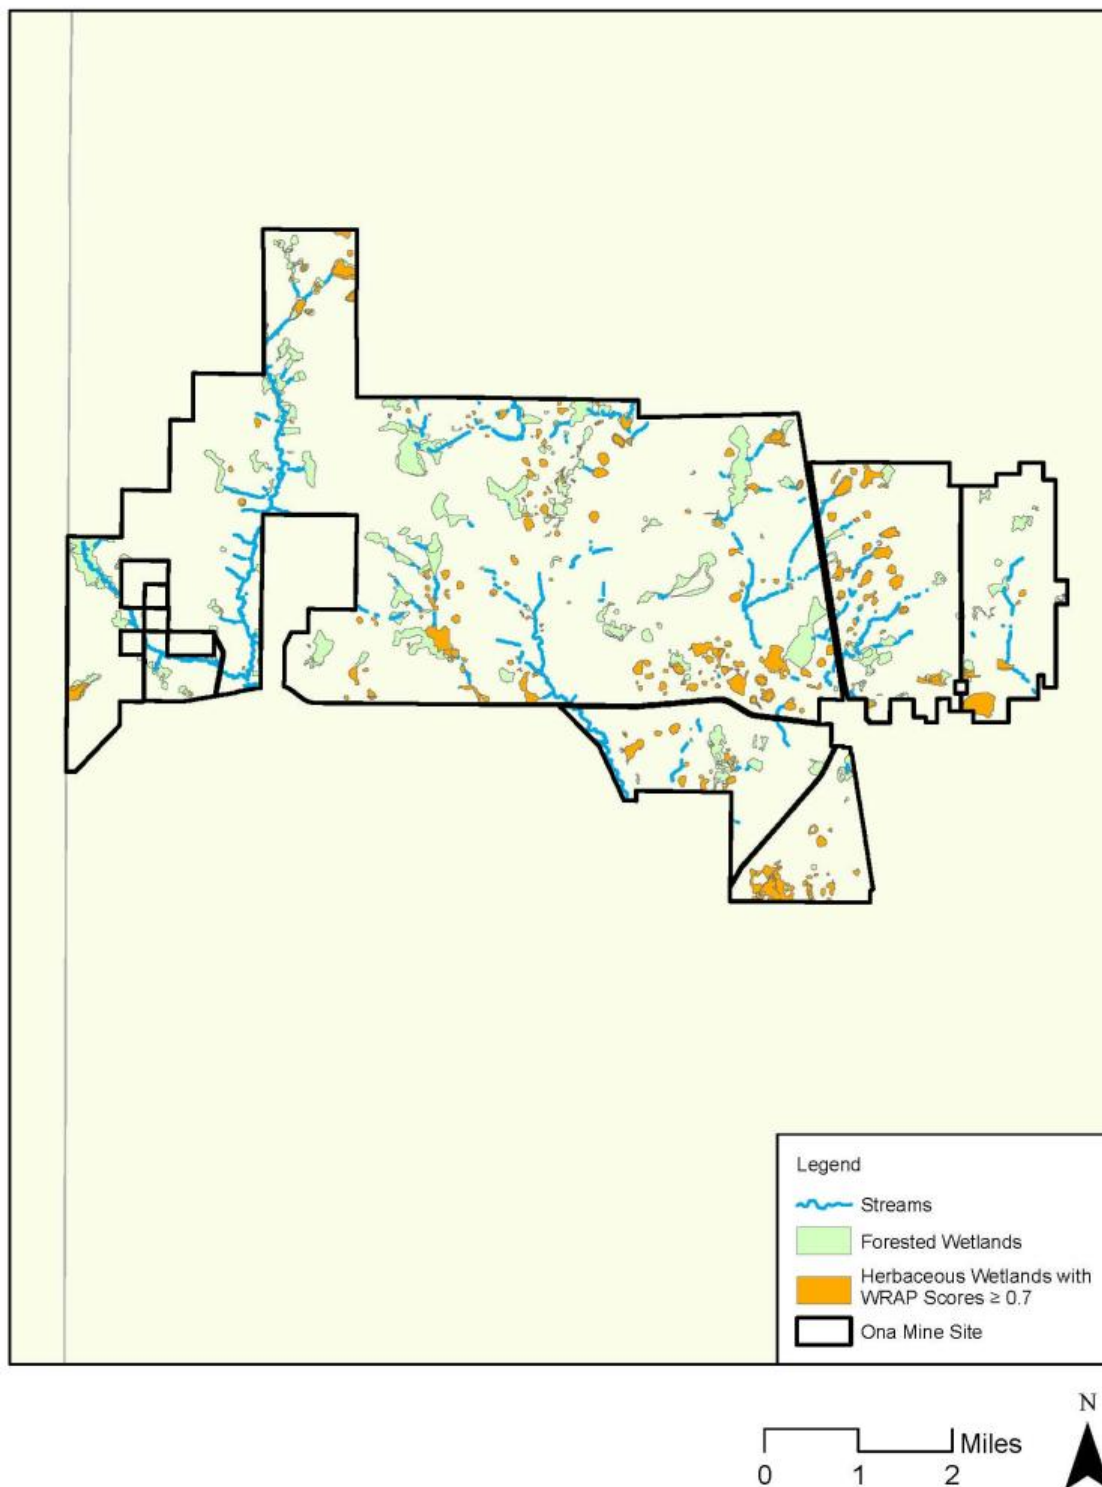 Legend
Streams
Forested Wetlands
Herbaceous Wetlands with
WRAP Scores ≥ 0.7
Ona Mine Site
N
Miles
0 1 2